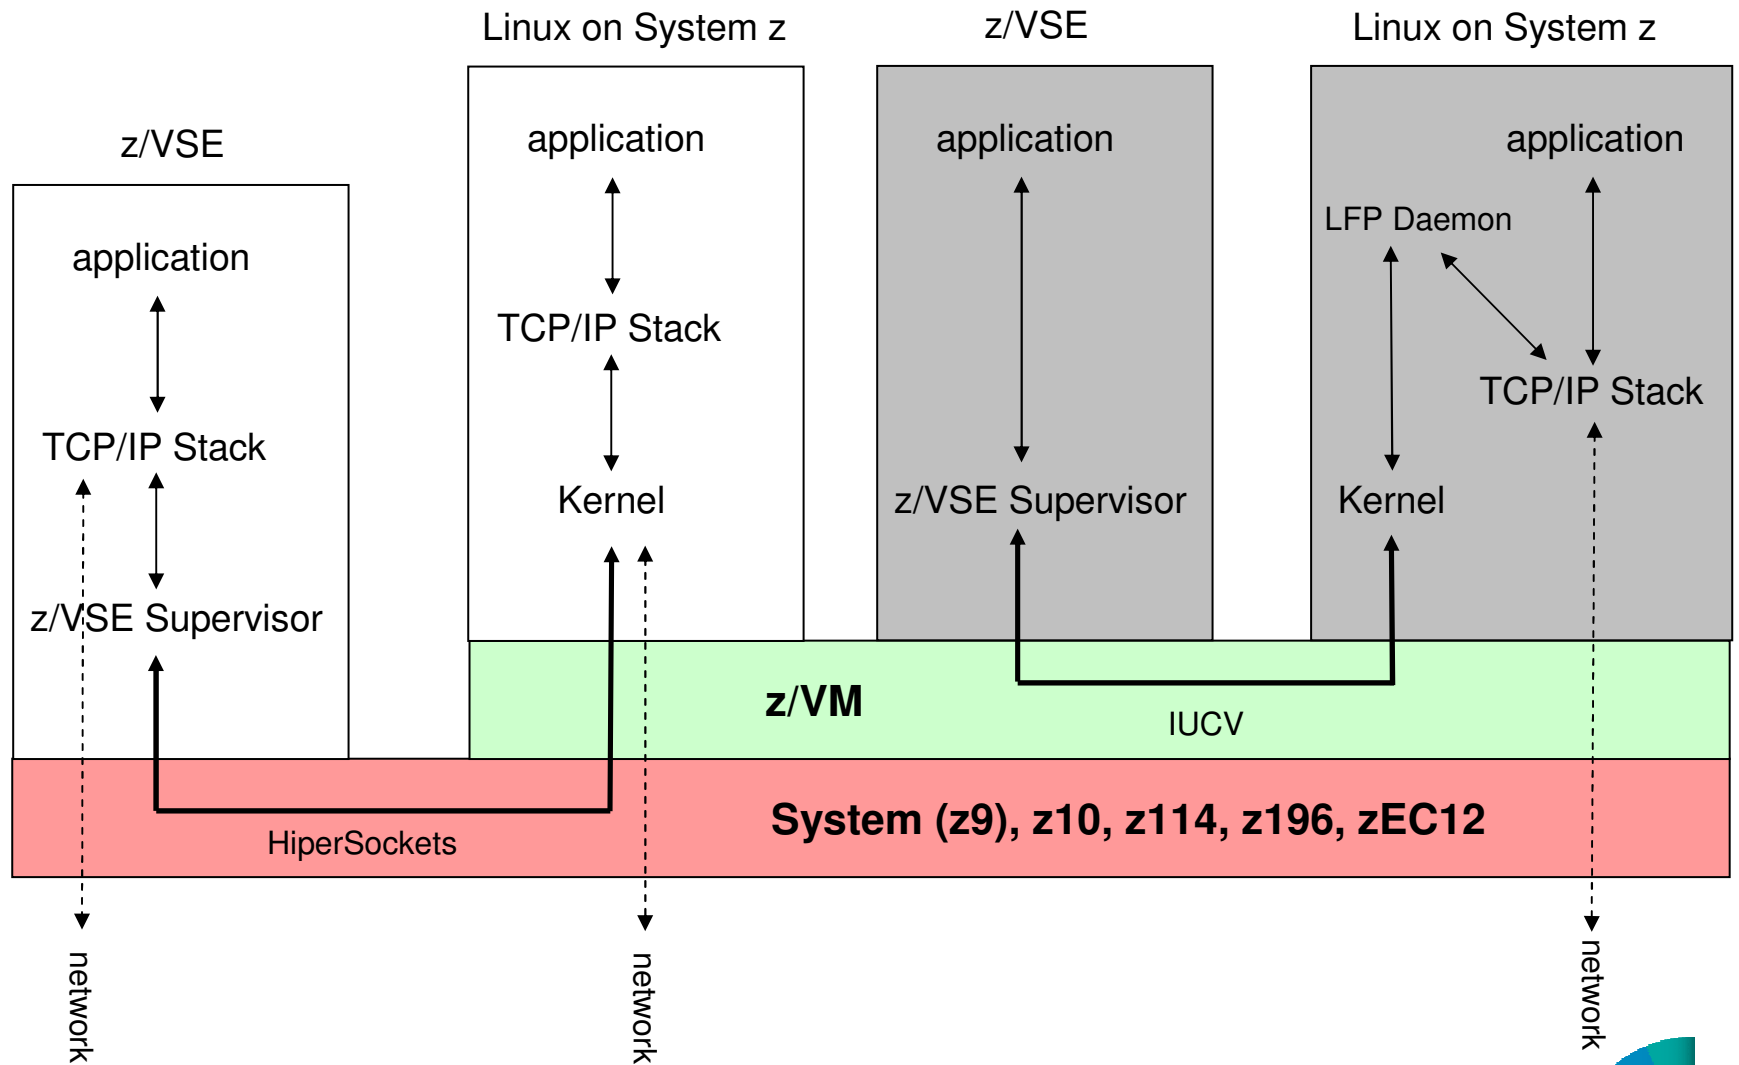 Linux on System z
z/VSE
Linux on System z
z/VSE
application
TCP/IP Stack
z/VSE Supervisor
application
TCP/IP Stack
Kernel
application
z/VSE Supervisor
application
LFP Daemon
TCP/IP Stack
Kernel
z/VM
IUCV
System (z9), z10, z114, z196, zEC12
HiperSockets
network
network
network